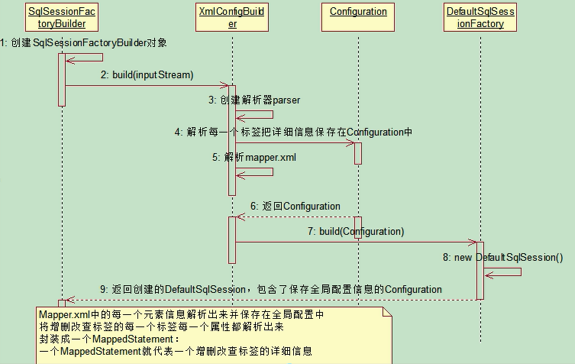 SqlSessionFac
toryBuilder
XmlConfigBuil
der
Configuration
DefaultSqlSess
ionFactory
1: 创建SqlSessionFactoryBuilder对象
2: build(inputStream)
3: 创建解析器parser
4: 解析每一个标签把详细信息保存在Configuration中
5: 解析mapper.xml
6: 返回Configuration
7: build(Configuration)
8: new DefaultSqlSession()
9: 返回创建的DefaultSqlSession，包含了保存全局配置信息的Configuration
Mapper.xml中的每一个元素信息解析出来并保存在全局配置中
将增删改查标签的每一个标签每一个属性都解析出来
封装成一个MappedStatement：
一个MappedStatement就代表一个增删改查标签的详细信息